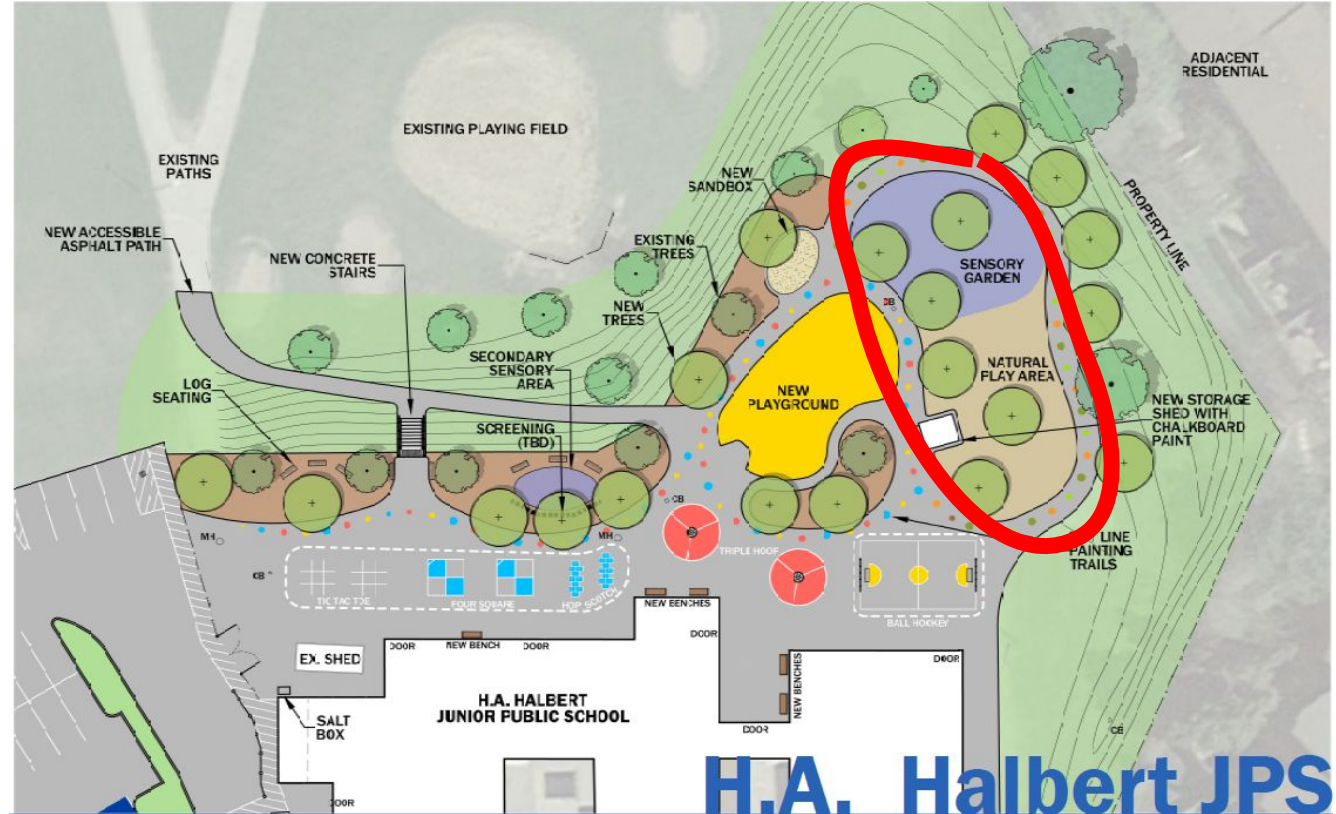 ADJACENT
RESIDENTIAL
EXISTING PLAYING FIELD
EXISTING
PATHS
NEW
SANDBOX
PROPERTY LINE
NEW ACCESSIBLE
ASPHALT PATH
EXISTING
TREES
NEW CONCRETE
STAIRS
SENSORY
GARDEN
CB
NEW
TREES
SECONDARY
SENSORY
AREA
NATURAL
PLAY AREA
LOG
SEATING
NEW
PLAYGROUND
NEW STORAGE
SHED WITH
CHALKBOARD
PAINT
SCREENING
(TBD)
CB
MH
MH
LINE
PAINTING
TRAILS
TRIPLE HOOP
CB
TIC TAC TOE
FOUR SQUARE
HOP SCOTCH
NEW BENCHES
BALL HOCKEY
DOOR
NEW BENCH
DOOR
DOOR
DOOR
EX. SHED
NEW BENCHES
H.A. HALBERT
JUNIOR PUBLIC SCHOOL
SALT
BOX
DOOR
CB
DOOR
H.A. Halbert JPS